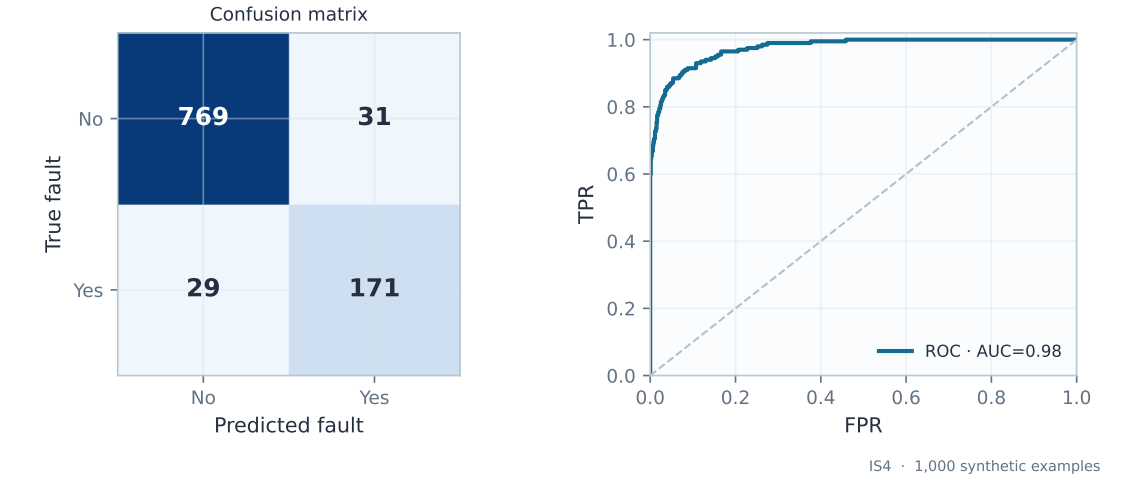 Confusion matrix
True fault
No
769
31
Yes
29
171
No
Yes
Predicted fault
TPR
1.0
0.8
0.6
0.4
0.2
0.0
ROC · AUC=0.98
0.0
0.2
0.4
0.6
0.8
1.0
FPR
IS4 · 1,000 synthetic examples